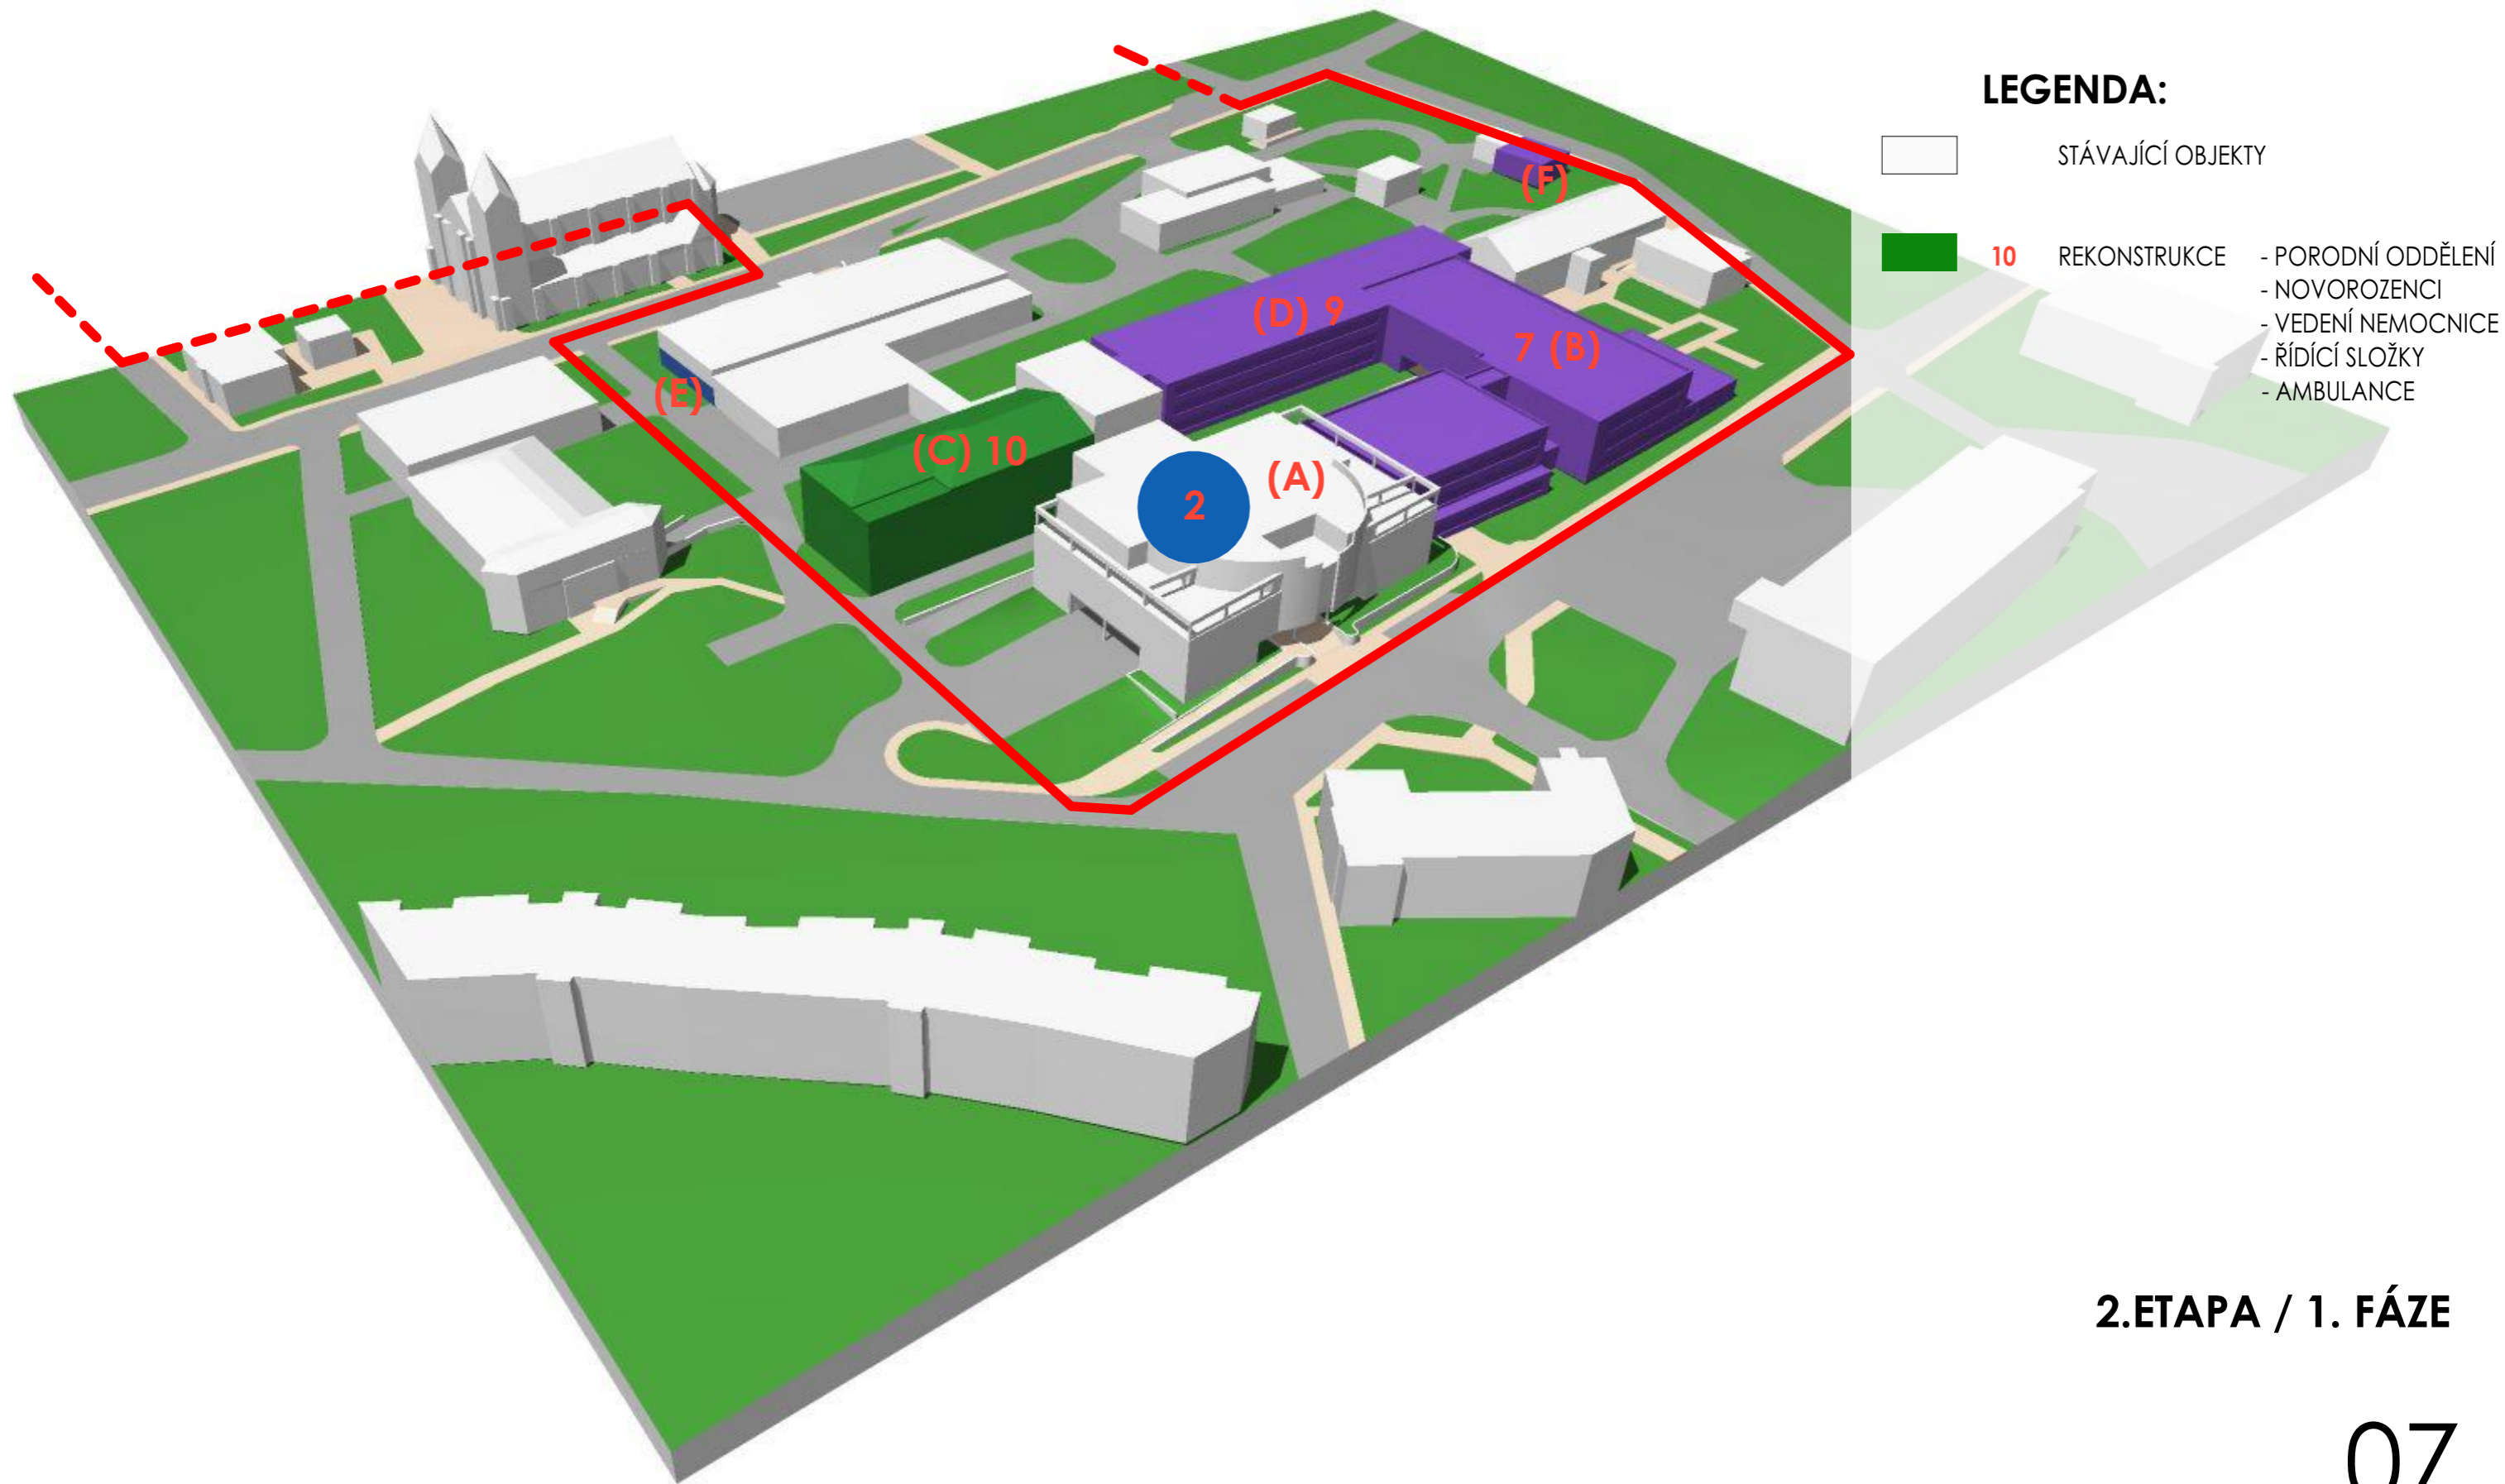 LEGENDA:
STÁVAJÍCÍ OBJEKTY
10 REKONSTRUKCE - PORODNÍ ODDĚLENÍ
- NOVOROZENCI
- VEDENÍ NEMOCNICE
- ŘÍDÍCÍ SLOŽKY
- AMBULANCE
(F)
(D) 9
7 (B)
(E)
(C) 10
(A)
2
2.ETAPA / 1. FÁZE
07